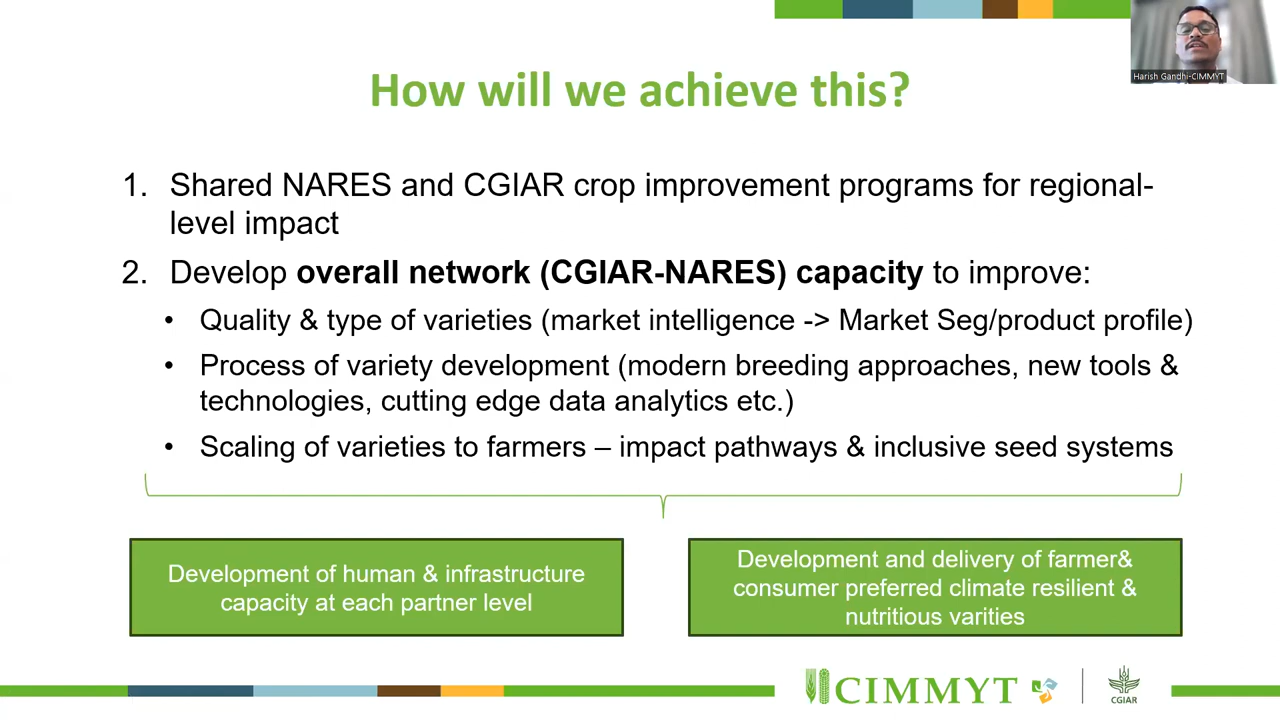 Harish Gandhi-CIMMYT
How will we achieve this?
1. Shared NARES and CGIAR crop improvement programs for regional-
level impact
2. Develop overall network (CGIAR-NARES) capacity to improve:
• Quality & type of varieties (market intelligence -> Market Seg/product profile)
• Process of variety development (modern breeding approaches, new tools &
technologies, cutting edge data analytics etc.)
• Scaling of varieties to farmers – impact pathways & inclusive seed systems
Development of human & infrastructure
capacity at each partner level
Development and delivery of farmer&
consumer preferred climate resilient &
nutritious varities
CIMMYT
CGIAR